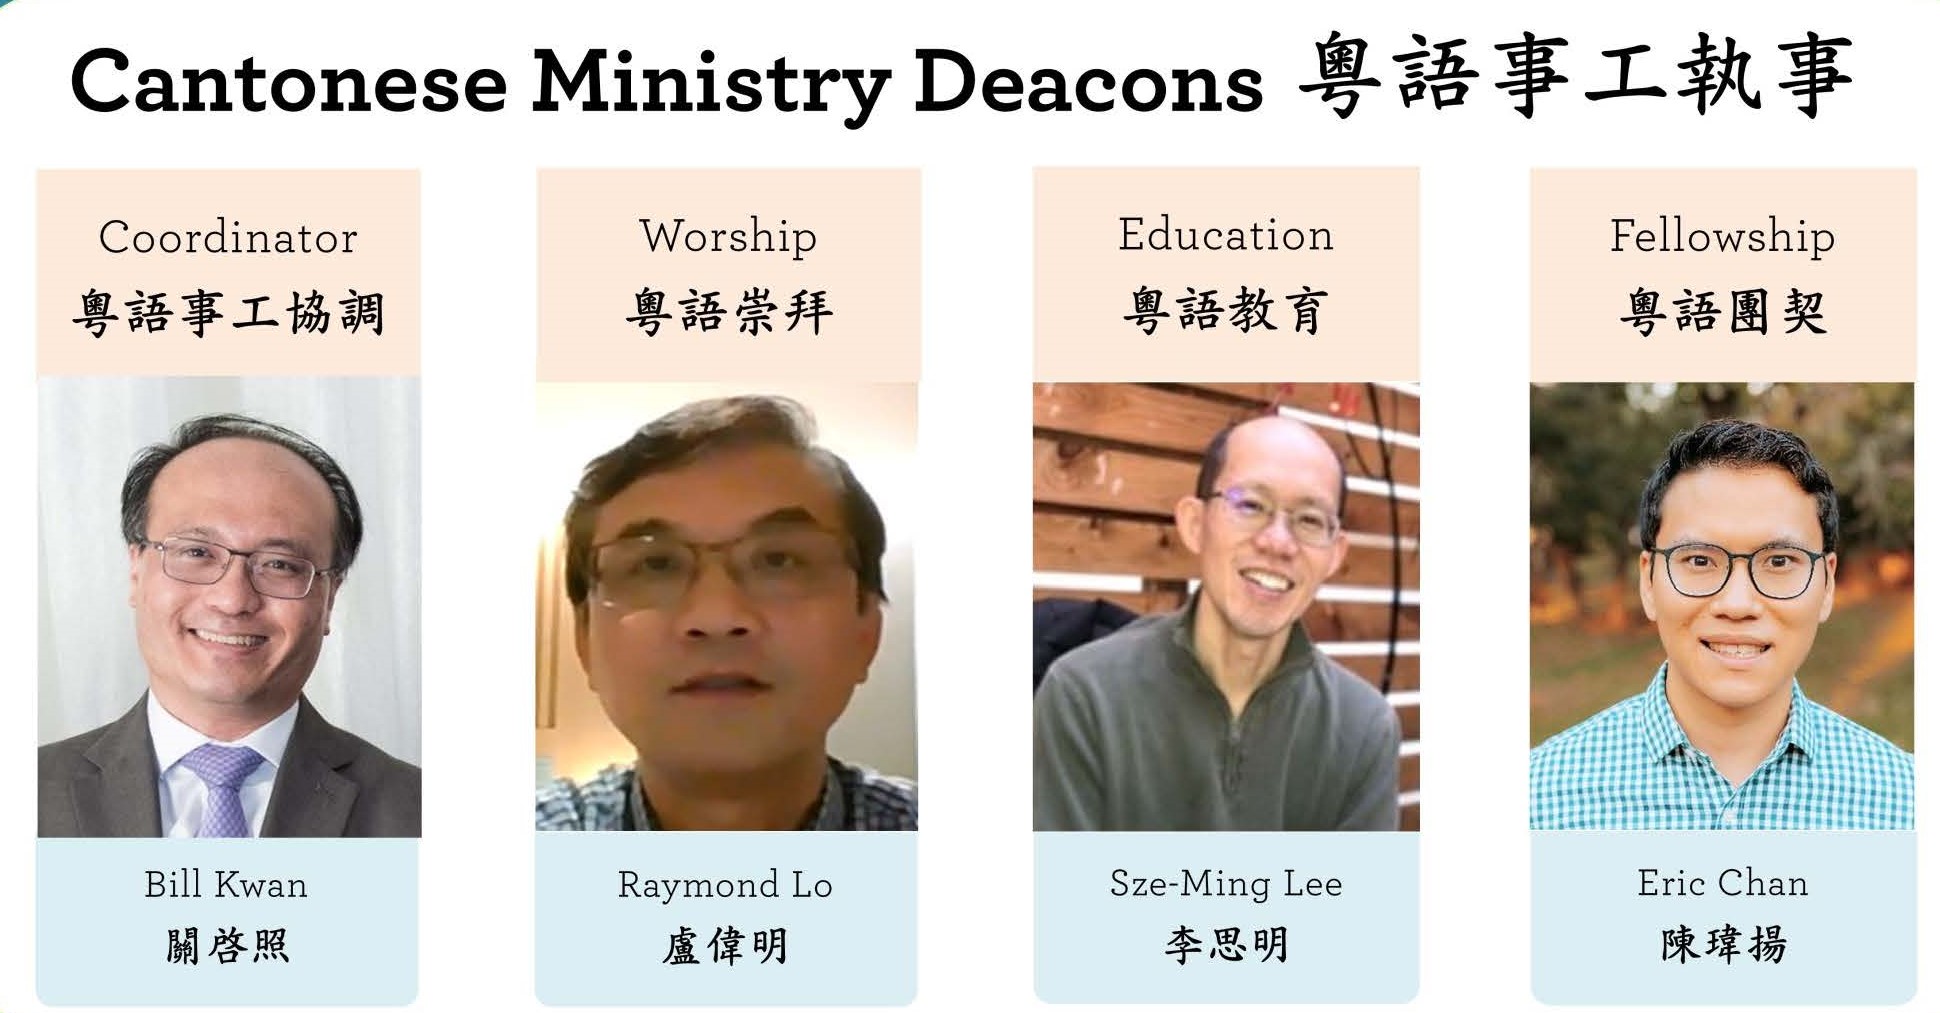 Cantonese Ministry Deacons 粵語事工執事
Coordinator
粵語事工協調
Bill Kwan
關啓照
Worship
粵語崇拜
Raymond Lo
盧偉明
Education
粵語教育
Sze-Ming Lee
李思明
Fellowship
粵語團契
Eric Chan
陳瑋揚